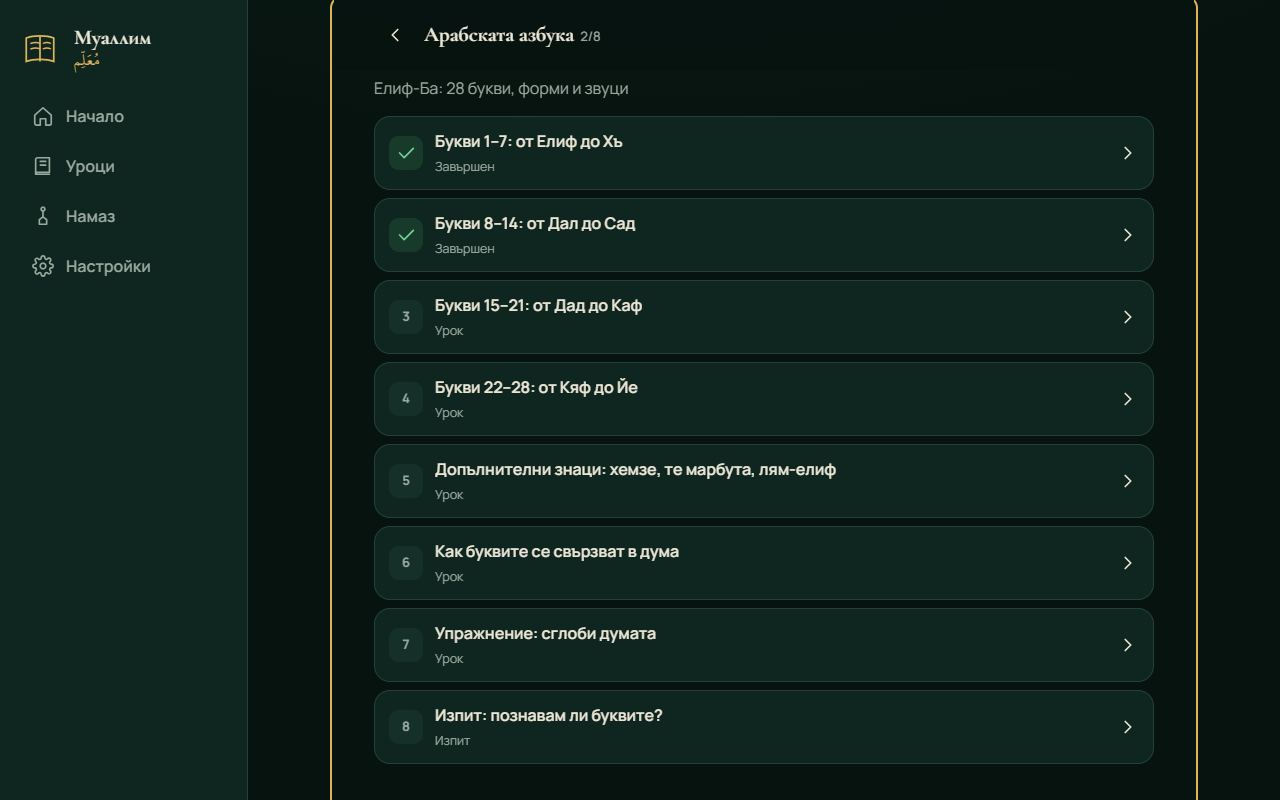 Муаллим
مُعَلِّم
Начало
Уроци
Намаз
Настройки
Арабската азбука 2/8
Елиф-Ба: 28 букви, форми и звуци
Букви 1–7: от Елиф до Хъ
Завършен
Букви 8–14: от Дал до Сад
Завършен
3
Букви 15–21: от Дад до Каф
Урок
4
Букви 22–28: от Кяф до Йе
Урок
5
Допълнителни знаци: хемзе, те марбута, лям-елиф
Урок
6
Как буквите се свързват в дума
Урок
7
Упражнение: сглоби думата
Урок
8
Изпит: познавам ли буквите?
Изпит